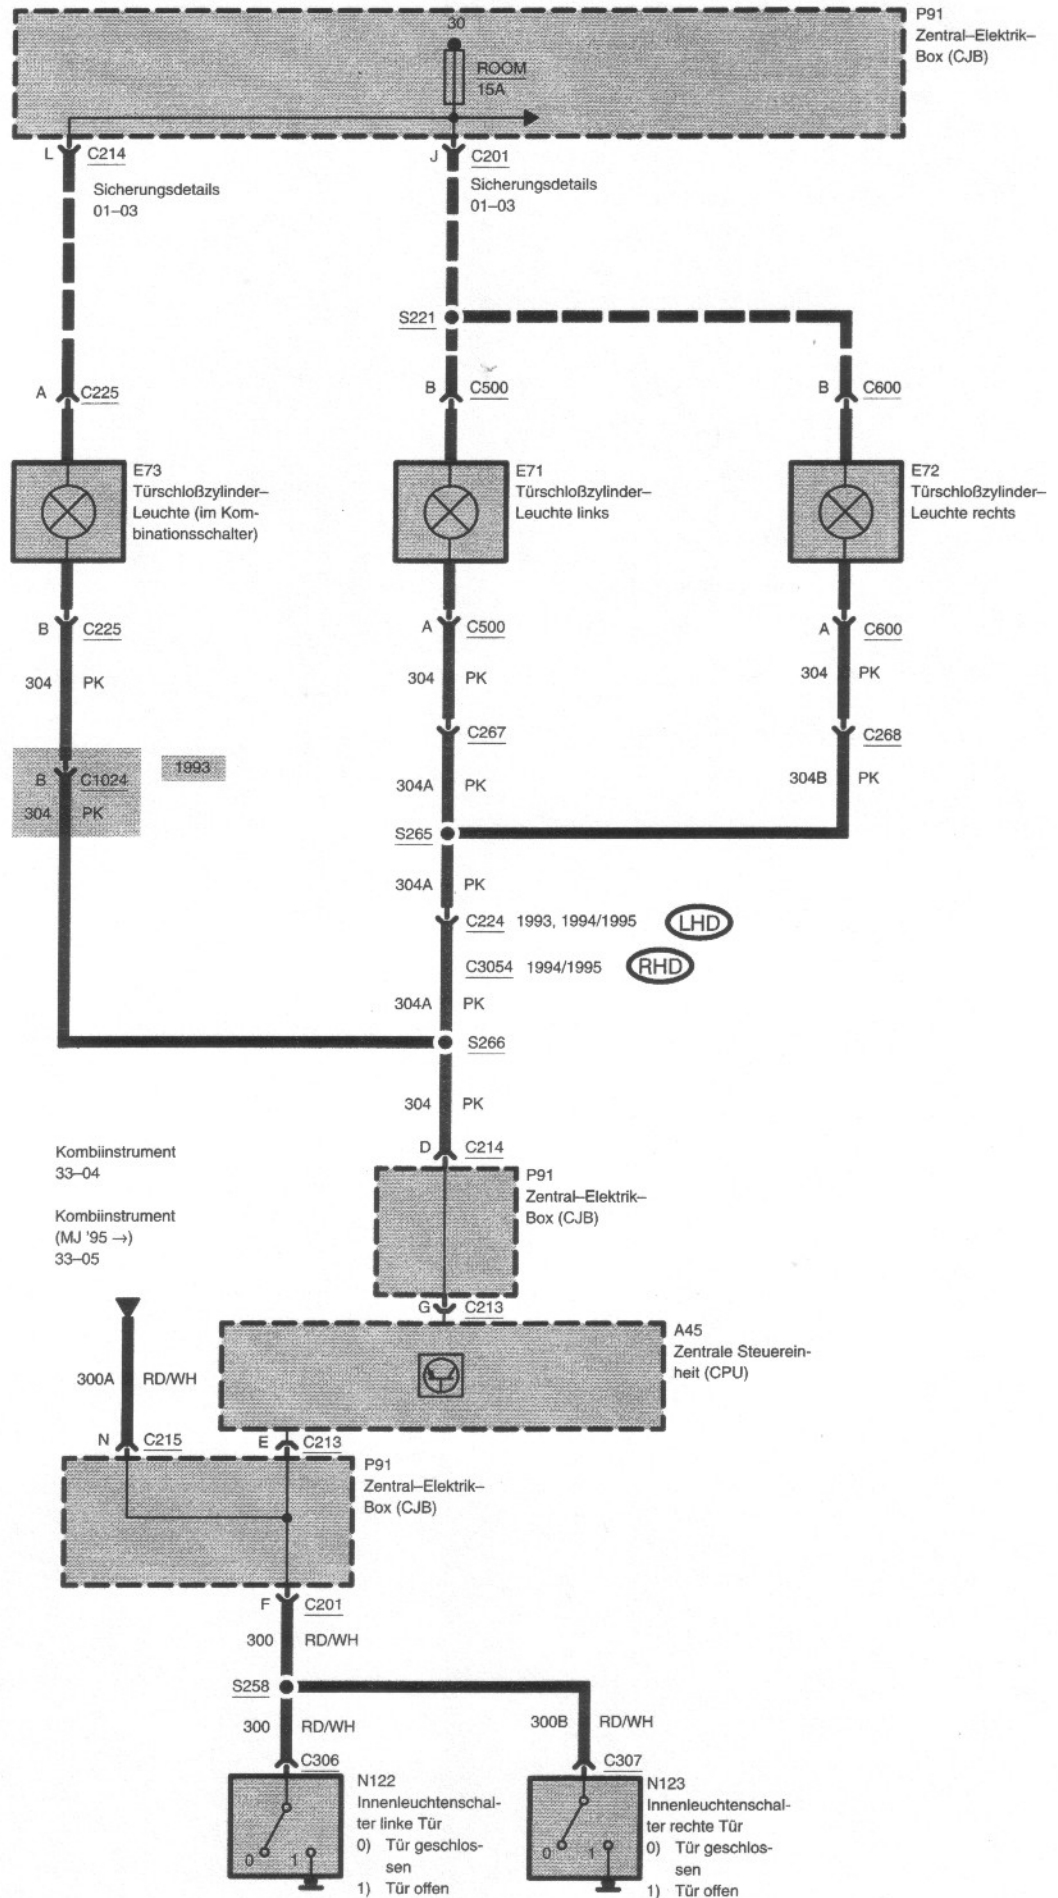 P91
Zentral–Elektrik–
Box (CJB)
30
ROOM
15A
L C214
J C201
Sicherungsdetails
01–03
Sicherungsdetails
01–03
S221
A C225
B C500
B C600
E73
Türschloßzylinder–
Leuchte (im Kom-
binationsschalter)
E71
Türschloßzylinder–
Leuchte links
E72
Türschloßzylinder–
Leuchte rechts
B C225
A C500
A C600
304 PK
304 PK
304 PK
C267
C268
B C1024
1993
304 PK
304A PK
304B PK
S265
304A PK
C224 1993, 1994/1995 LHD
C3054 1994/1995 RHD
304A PK
S266
304 PK
D C214
Kombiinstrument
33–04
Kombiinstrument
(MJ '95 →)
33–05
P91
Zentral–Elektrik–
Box (CJB)
G C213
A45
Zentrale Steuerein-
heit (CPU)
300A RD/WH
N C215
E C213
P91
Zentral–Elektrik–
Box (CJB)
F C201
300 RD/WH
S258
300 RD/WH
300B RD/WH
C306
C307
N122
Innenleuchtenschal-
ter linke Tür
0) Tür geschlos-
sen
1) Tür offen
0 1
N123
Innenleuchtenschal-
ter rechte Tür
0) Tür geschlos-
sen
1) Tür offen
0 1